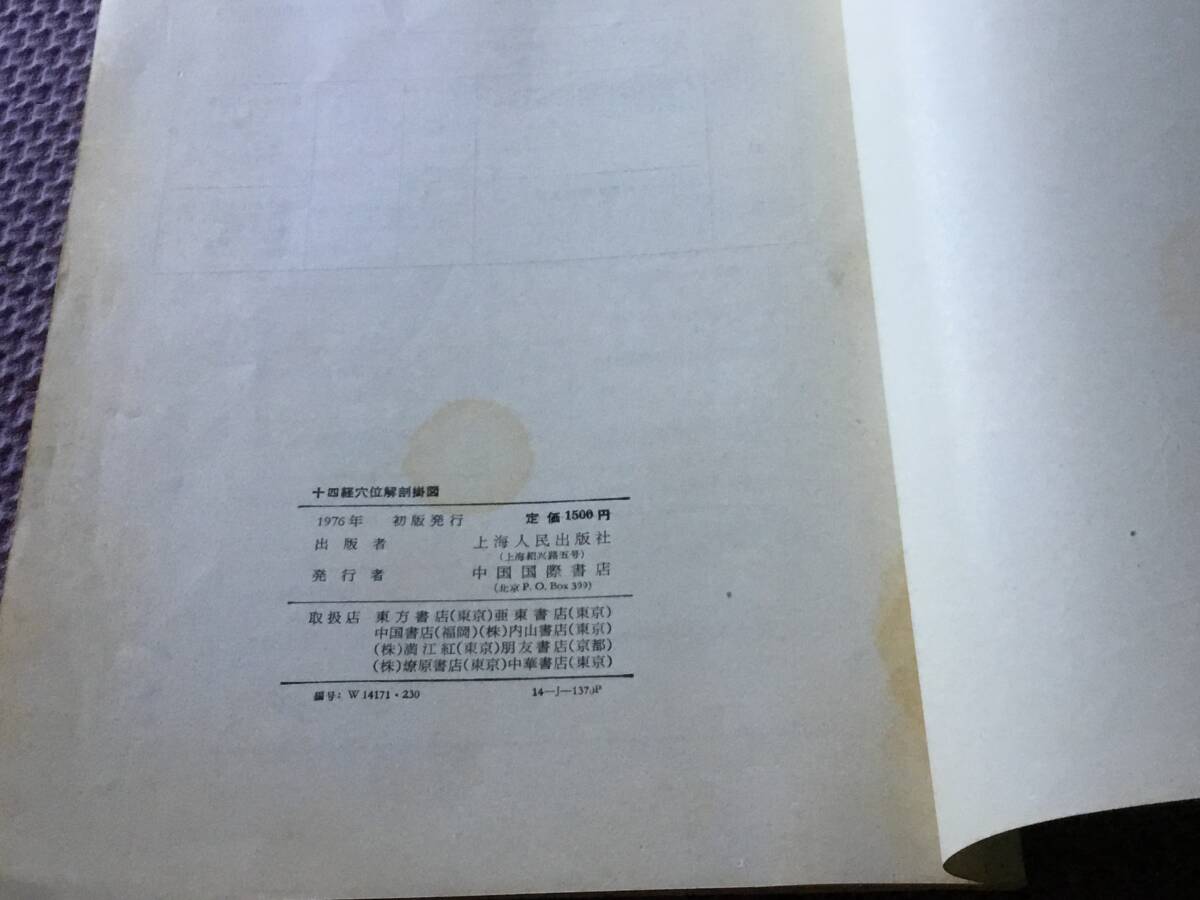 十四経穴位解剖掛図
1976年 初版発行 定価 1500円
出版者 上海人民出版社
(上海紹兴路五号)
発行者 中国国際書店
(北京 P. O. Box 399)
取扱店 東方書店(東京)亜東書店(東京)
中国書店(福岡)(株)内山書店(東京)
(株)満江紅(東京)朋友書店(京都)
(株)燎原書店(東京)中華書店(東京)
編号: W 14171・230 14—J—1370P